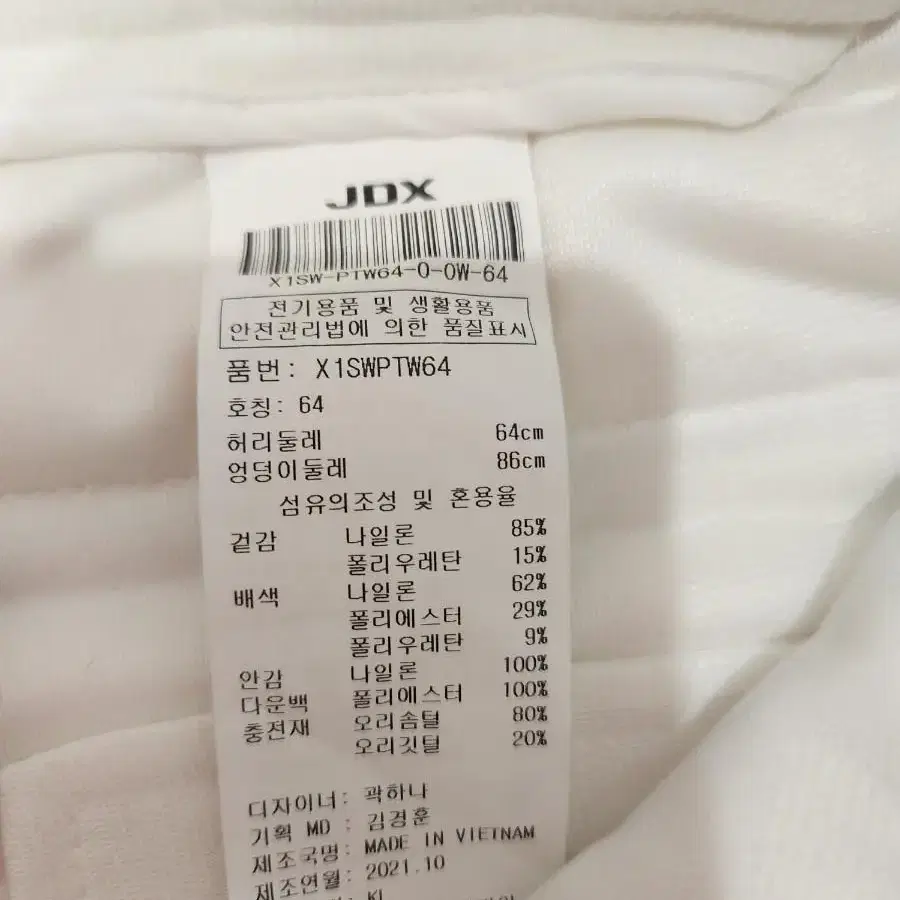 JDX
X1SW-PTW64-0-0W-64
전기용품 및 생활용품
안전관리법에 의한 품질표시
품번: X1SWPTW64
호칭: 64
허리둘레 64cm
엉덩이둘레 86cm
섬유의조성 및 혼용율
겉감 나일론 85%
폴리우레탄 15%
배색 나일론 62%
폴리에스터 29%
폴리우레탄 9%
안감 나일론 100%
다운백 폴리에스터 100%
충전재 오리솜털 80%
오리깃털 20%
디자이너: 곽하나
기획 MD : 김경훈
제조국명: MADE IN VIETNAM
제조연월: 2021.10